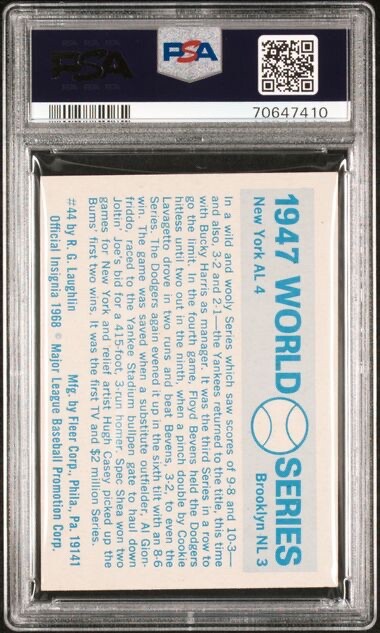 PSA
PSA
70647410
1947 WORLD SERIES
New York AL 4 Brooklyn NL 3
In a wild and wooly Series which saw scores of 9-8 and 10-3—
and also, 3-2 and 2-1—the Yankees returned to the title, this time
with Bucky Harris as manager. It was the third Series in a row to
go the limit. In the fourth game, Floyd Bevens held the Dodgers
hitless until two out in the ninth, when a pinch double by Cookie
Lavagetto drove in two runs and beat Bevens, 3-2, to even the
Series. The Dodgers again evened it up in the sixth tilt with an 8-6
win. The game was saved when a substitute outfielder, Al Gion-
friddo, raced to the Yankee Stadium bullpen gate to haul down
Joltin' Joe's bid for a 415-foot, 3-run homer. Spec Shea won two
games for New York and relief artist Hugh Casey picked up the
Bums' first two wins. It was the first TV and $2 million Series.
#44 by R. G. Laughlin Mfg. by Fleer Corp., Phila., Pa. 19141
Official Insignia 1968 © Major League Baseball Promotion Corp.